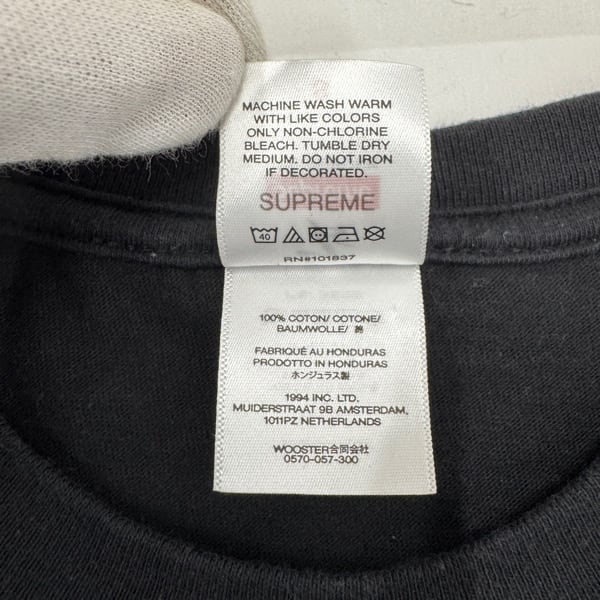 MACHINE WASH WARM
WITH LIKE COLORS
ONLY NON-CHLORINE
BLEACH. TUMBLE DRY
MEDIUM. DO NOT IRON
IF DECORATED.
SUPREME
40
RN#101837
100% COTON/ COTONE/
BAUMWOLLE/ 綿
FABRIQUÉ AU HONDURAS
PRODOTTO IN HONDURAS
ホンジュラス製
1994 INC. LTD.
MUIDERSTRAAT 9B AMSTERDAM,
1011PZ NETHERLANDS
WOOSTER合同会社
0570-057-300